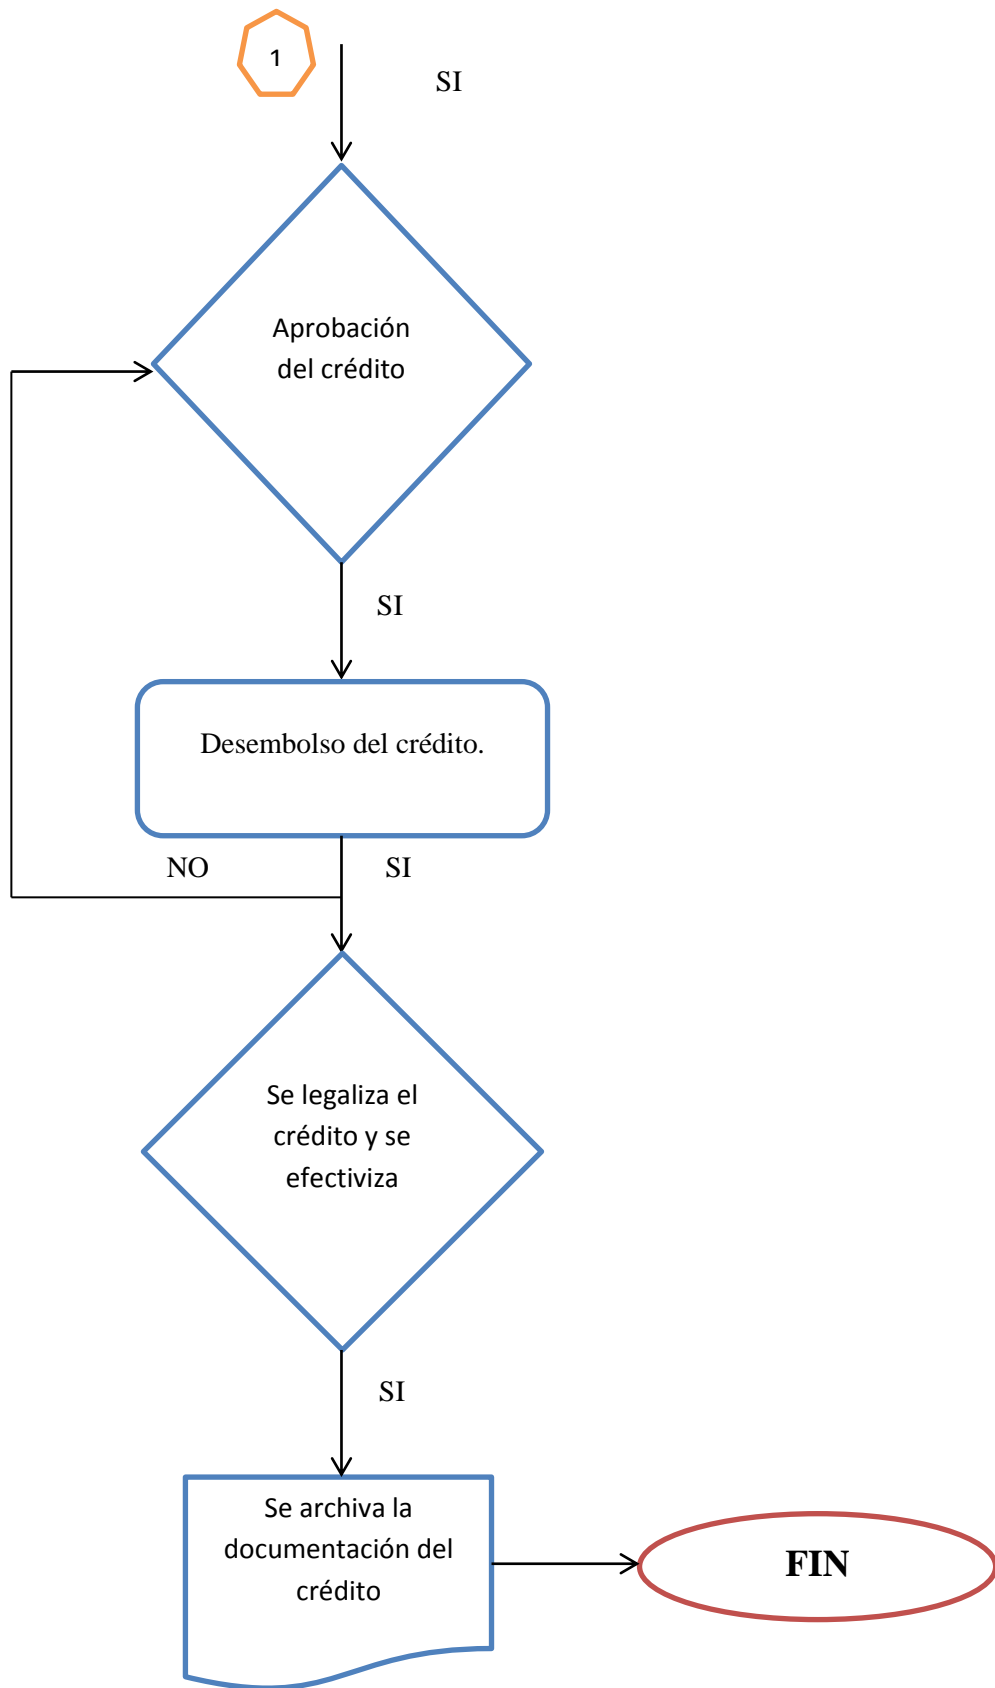 1
SI
Aprobación
del crédito
SI
Desembolso del crédito.
NO
SI
Se legaliza el
crédito y se
efectiviza
SI
Se archiva la
documentación del
crédito
FIN